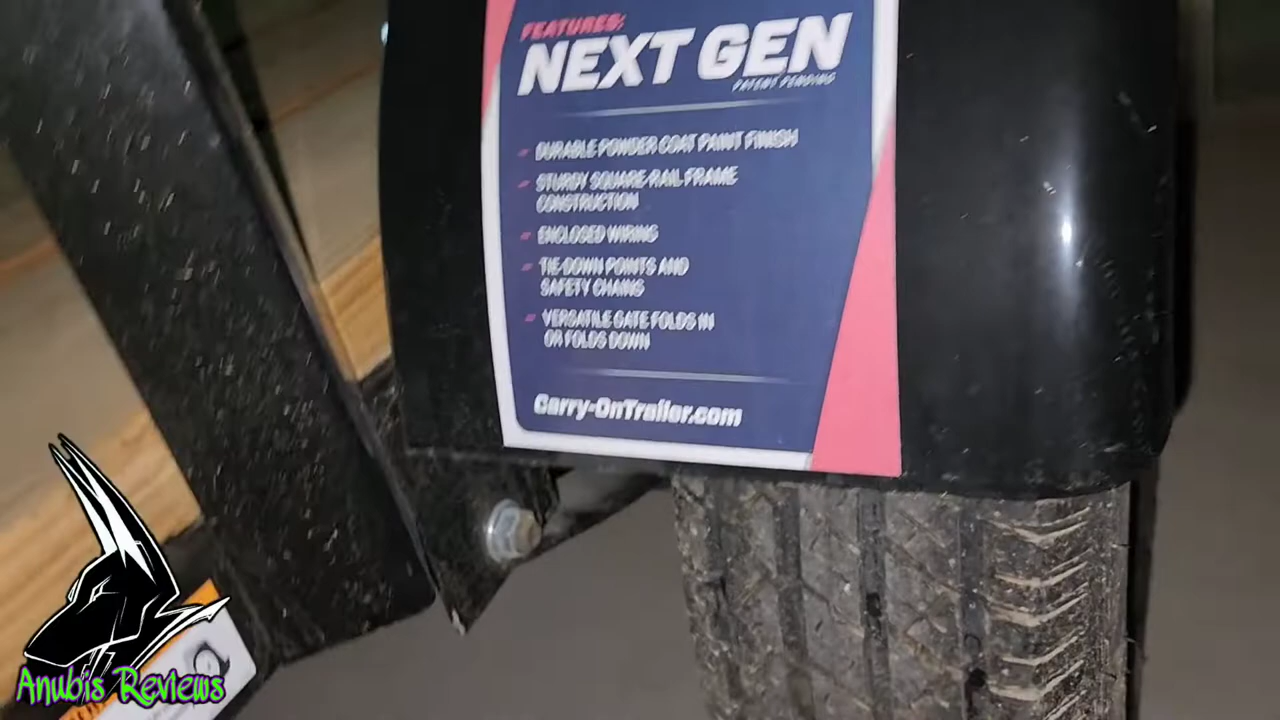 FEATURES:
NEXT GEN
PATENT PENDING
- DURABLE POWDER COAT PAINT FINISH
- STURDY SQUARE RAIL FRAME
CONSTRUCTION
- ENCLOSED WIRING
- TIE-DOWN POINTS AND
SAFETY CHAINS
- VERSATILE GATE FOLDS IN
OR FOLDS DOWN
Carry-OnTrailer.com
Anubis Reviews